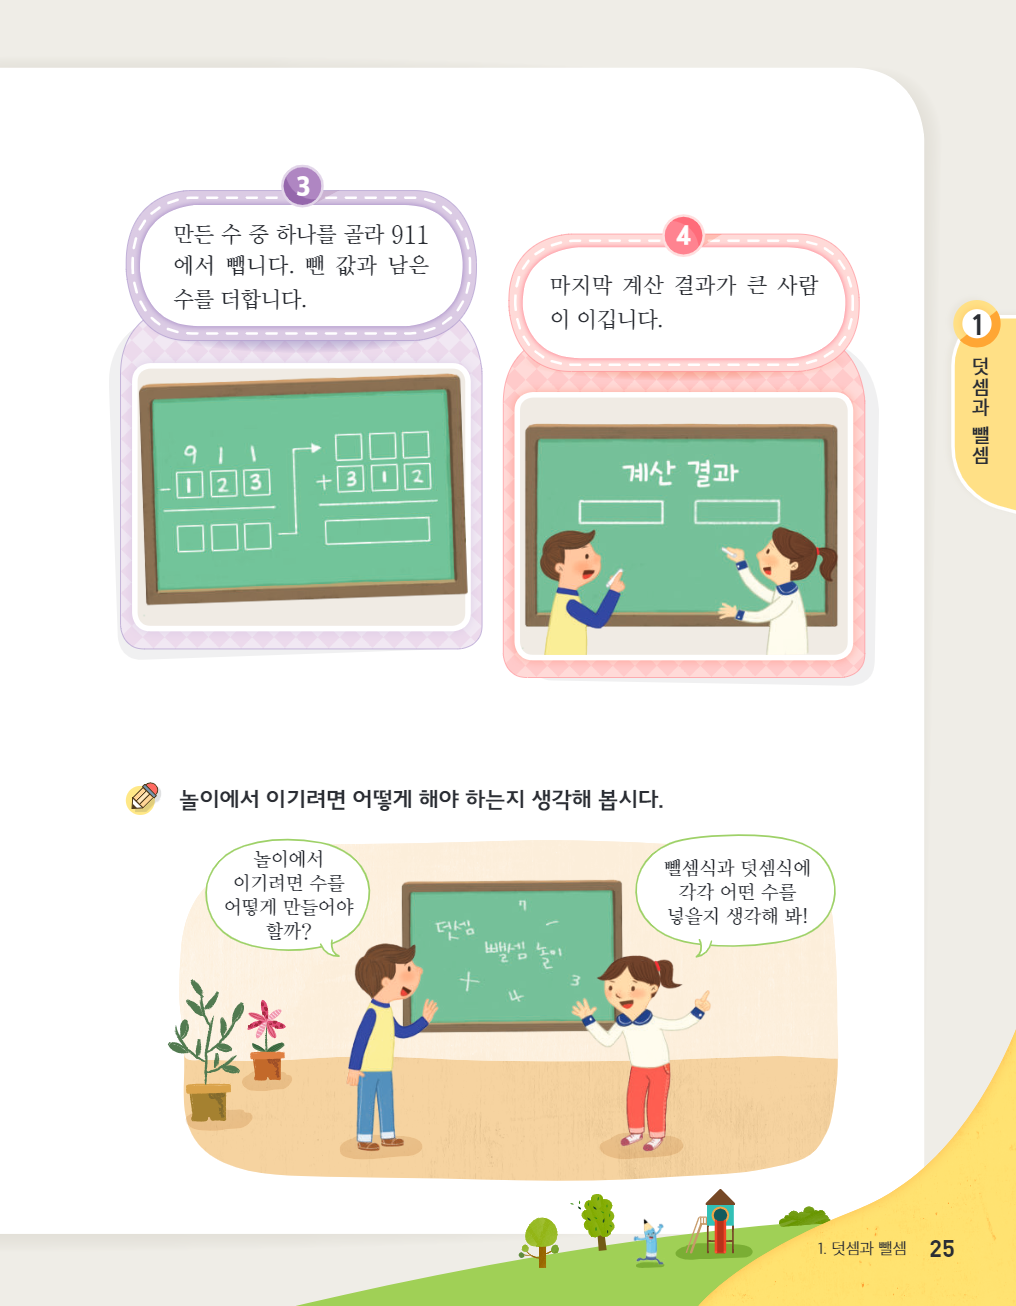 3
만든 수 중 하나를 골라 911
에서 뺍니다. 뺀 값과 남은
수를 더합니다.
9 1 1
- 1 2 3
+ 3 1 2
4
마지막 계산 결과가 큰 사람
이 이깁니다.
계산 결과
1
덧셈과 뺄셈
놀이에서 이기려면 어떻게 해야 하는지 생각해 봅시다.
놀이에서
이기려면 수를
어떻게 만들어야
할까?
뺄셈식과 덧셈식에
각각 어떤 수를
넣을지 생각해 봐!
7
덧셈 -
뺄셈 놀이
+ 4 3
1. 덧셈과 뺄셈 25